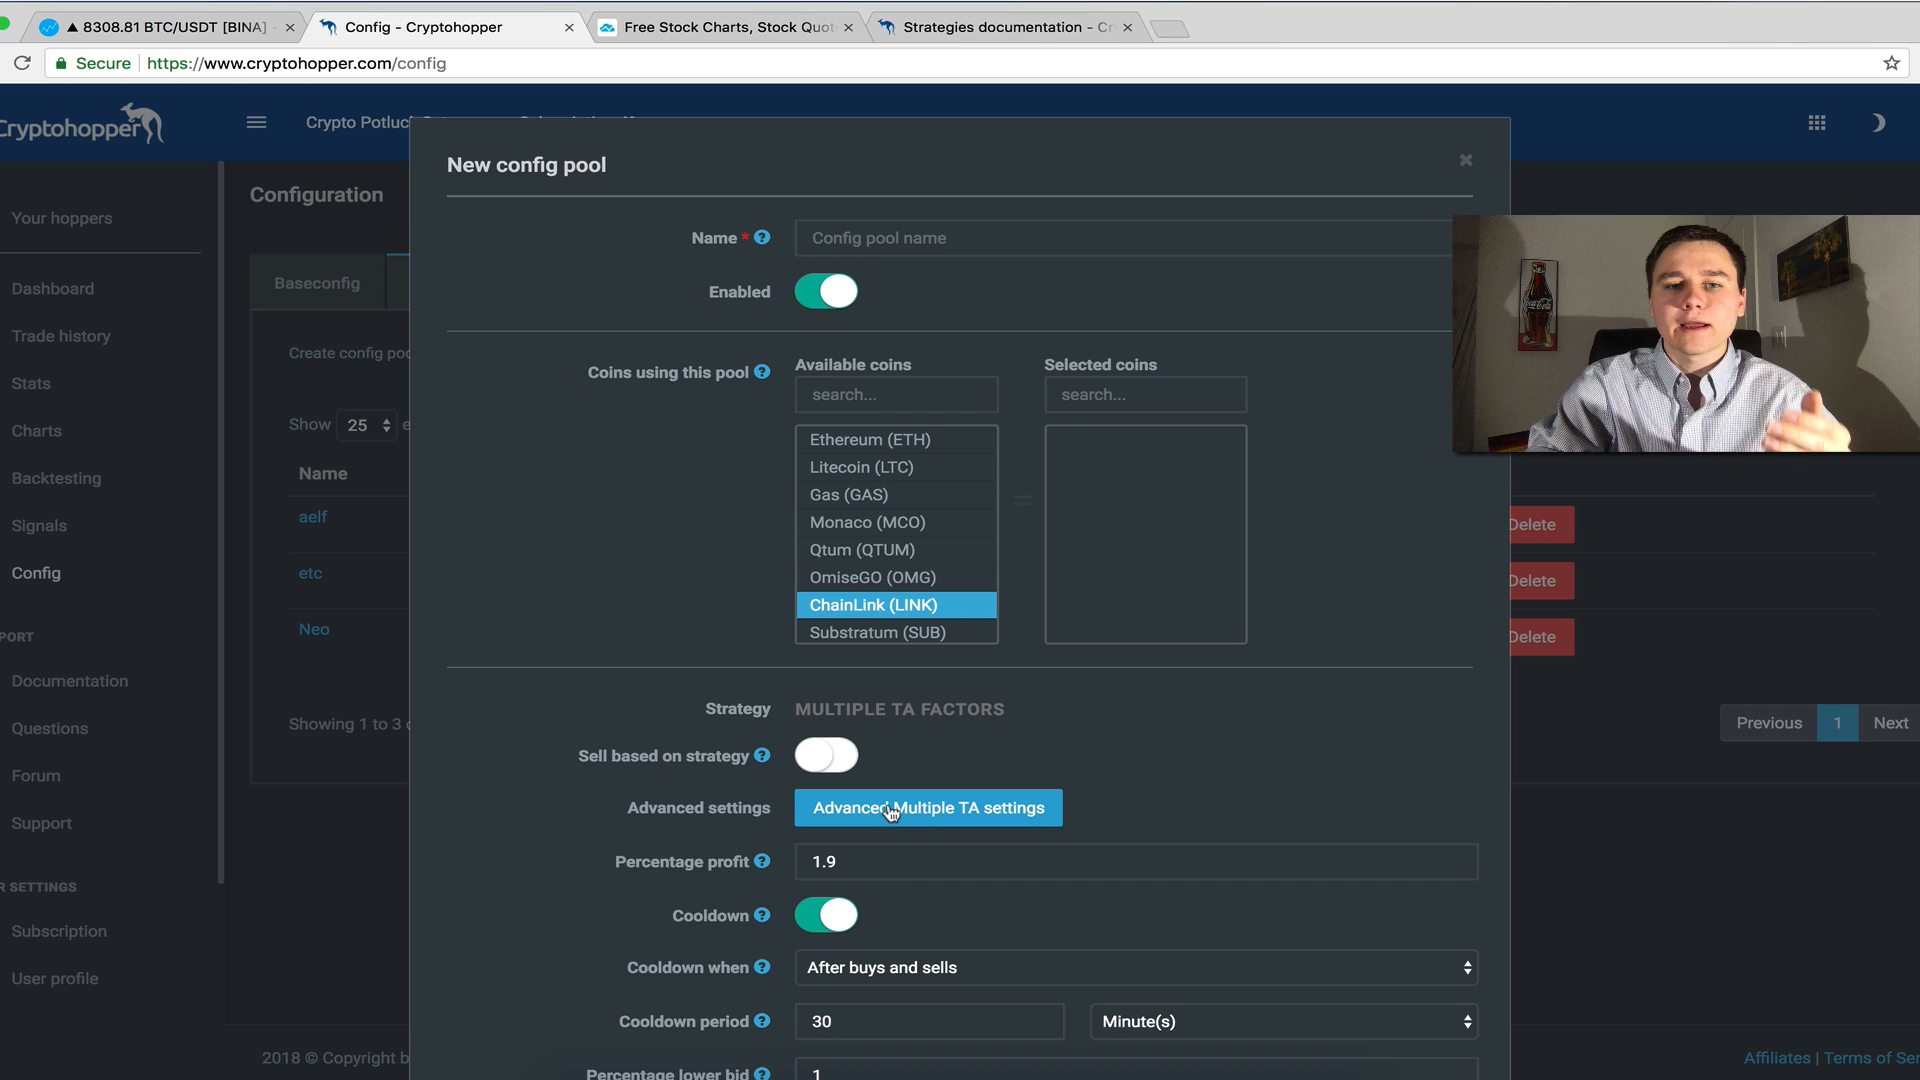 ▲ 8308.81 BTC/USDT [BINA] -
Config - Cryptohopper
Free Stock Charts, Stock Quot
Strategies documentation - Cr
Secure
https://www.cryptohopper.com/config
Cryptohopper
Crypto Potluc
New config pool
Configuration
Your hoppers
Name *
Config pool name
Enabled
Baseconfig
Dashboard
Trade history
Stats
Charts
Backtesting
Signals
Config
Create config poo
Coins using this pool
Available coins
Selected coins
search...
search...
Show 25 e
Name
aelf
etc
Neo
Showing 1 to 3 o
Ethereum (ETH)
Litecoin (LTC)
Gas (GAS)
Monaco (MCO)
Qtum (QTUM)
OmiseGO (OMG)
ChainLink (LINK)
Substratum (SUB)
Coca-Cola
Delete
Delete
Delete
Previous 1 Next
PORT
Documentation
Questions
Forum
Support
R SETTINGS
Subscription
User profile
Strategy
MULTIPLE TA FACTORS
Sell based on strategy
Advanced settings
Advanced Multiple TA settings
Percentage profit
1.9
Cooldown
Cooldown when
After buys and sells
Cooldown period
30
Minute(s)
Percentage lower bid
1
2018 © Copyright b
Affiliates | Terms of Ser